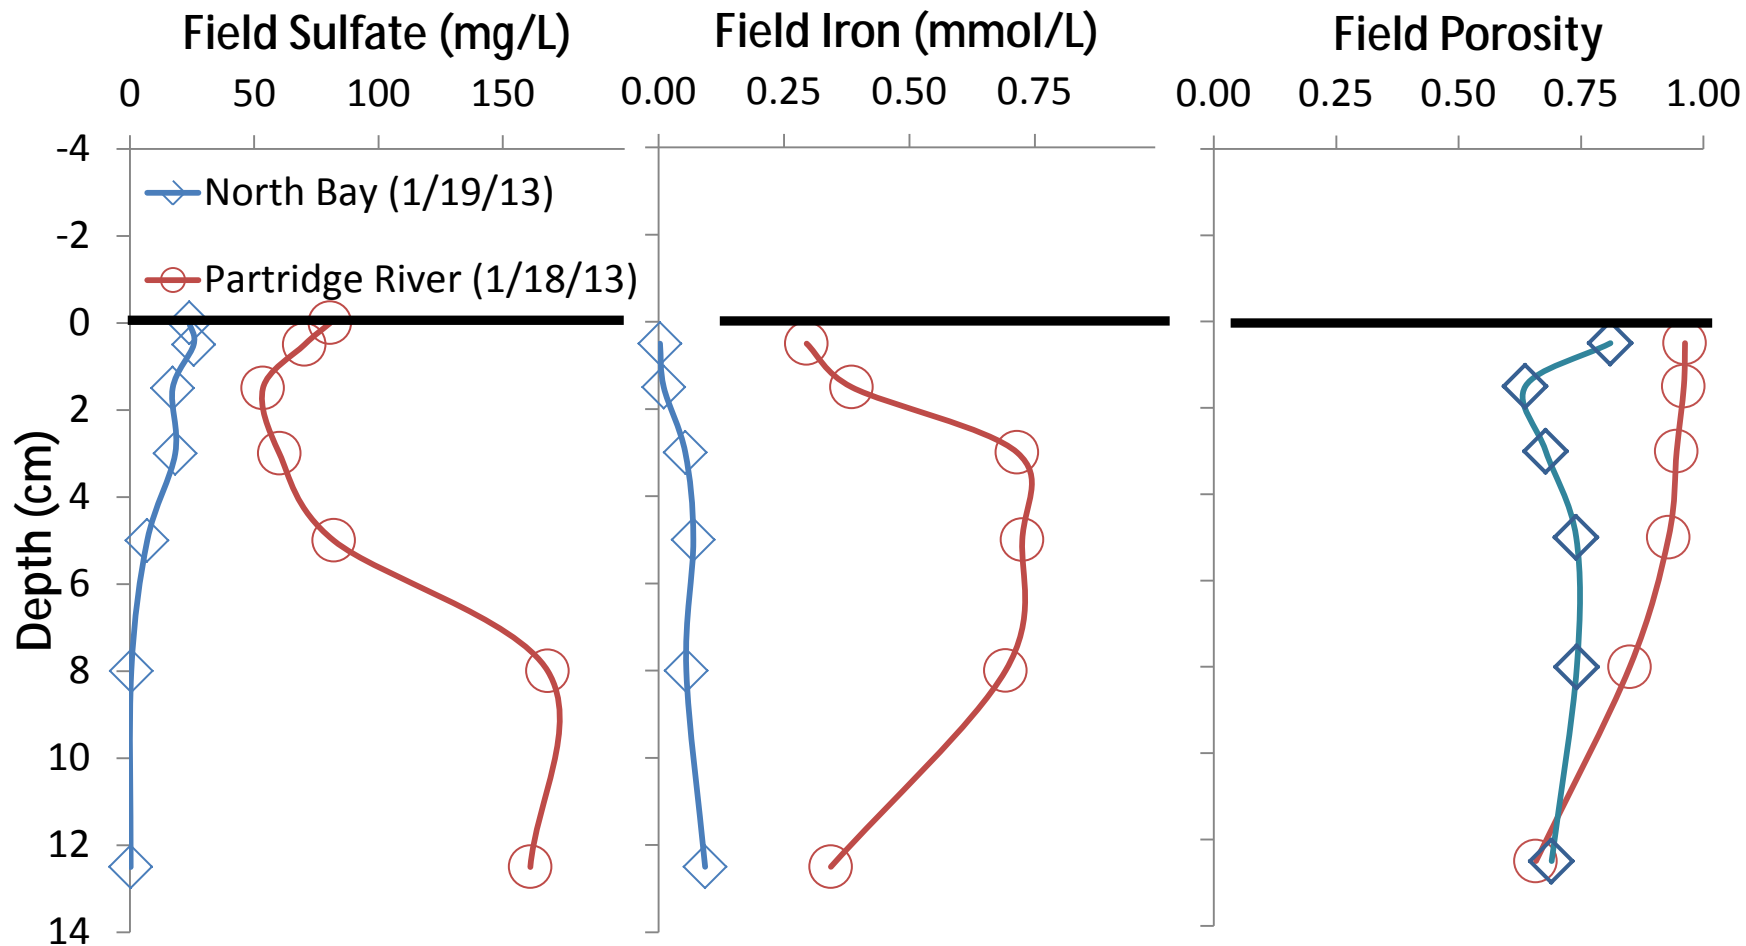 Field Sulfate (mg/L)
0 50 100 150
Field Iron (mmol/L)
0.00 0.25 0.50 0.75
Field Porosity
0.00 0.25 0.50 0.75 1.00
Depth (cm)
-4
-2
0
2
4
6
8
10
12
14
North Bay (1/19/13)
Partridge River (1/18/13)